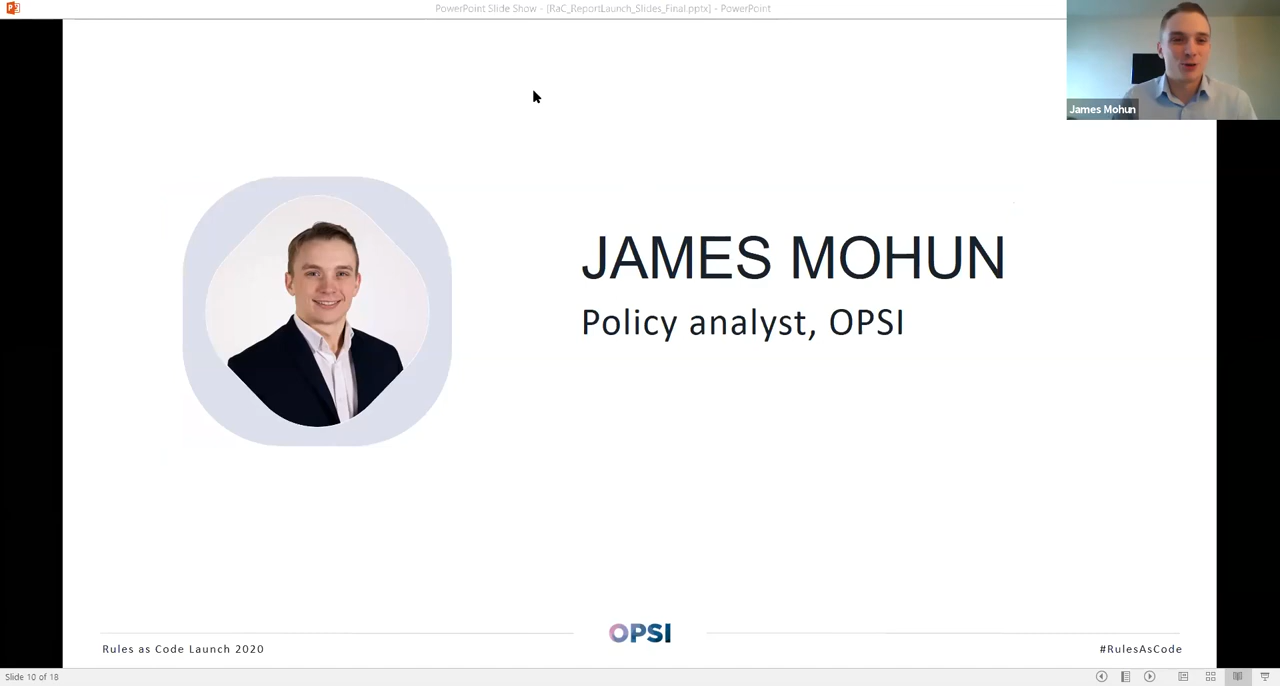 PowerPoint Slide Show - [RaC_ReportLaunch_Slides_Final.pptx] - PowerPoint
James Mohun
JAMES MOHUN
Policy analyst, OPSI
OPSI
Rules as Code Launch 2020
#RulesAsCode
Slide 10 of 18